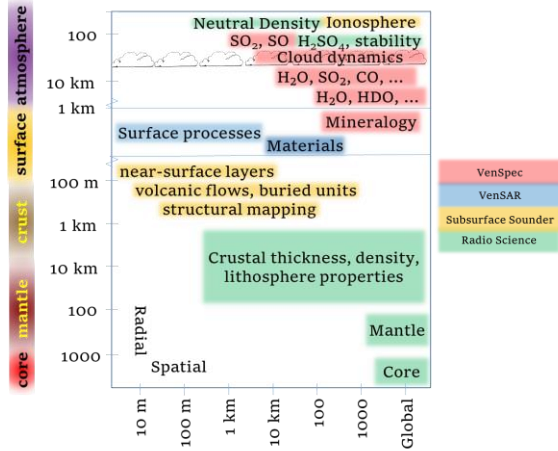 Neutral Density Ionosphere
100
SO2, SO H2SO4, stability
Cloud dynamics
10 km
H2O, SO2, CO, ...
H2O, HDO, ...
1 km
Mineralogy
Surface processes
Materials
near-surface layers
100 m
volcanic flows, buried units
structural mapping
1 km
Crustal thickness, density,
lithosphere properties
10 km
100
Mantle
1000
Core
Radial
Spatial
10 m
100 m
1 km
10 km
100
1000
Global
atmosphere
surface
crust
mantle
core
VenSpec
VenSAR
Subsurface Sounder
Radio Science